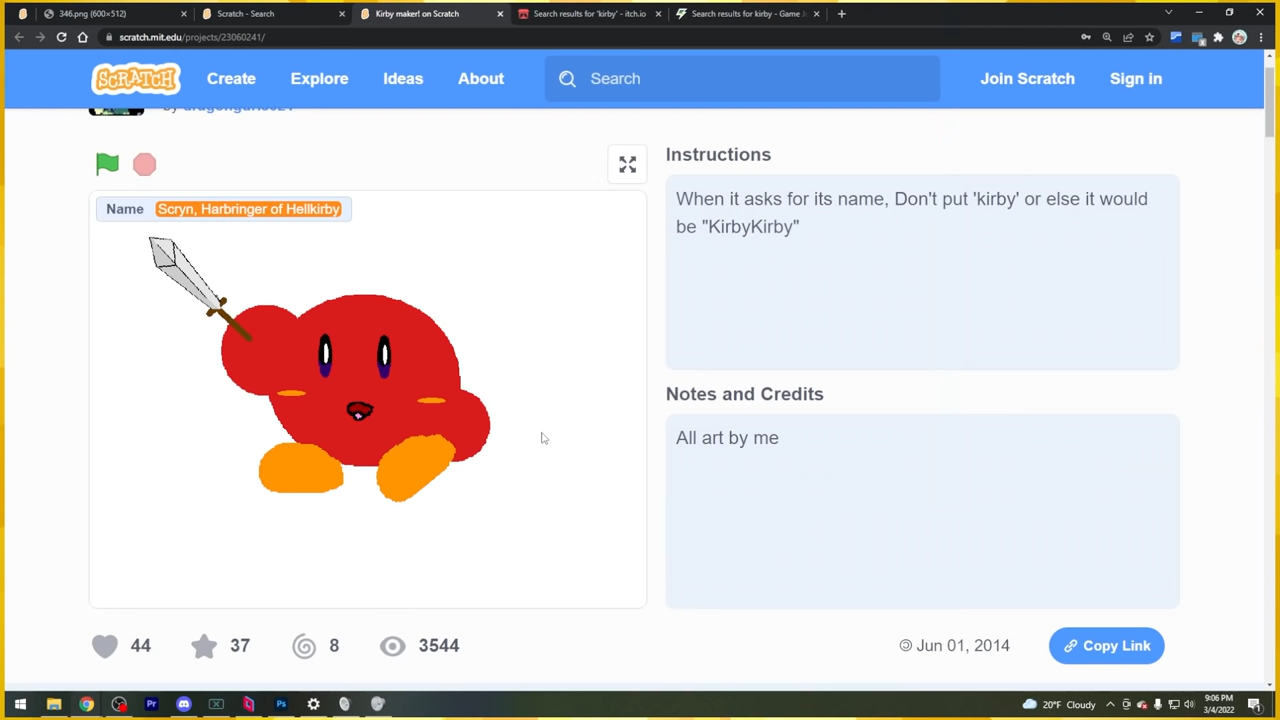 346.png (600×512)
Scratch - Search
Kirby maker! on Scratch
Search results for 'kirby' - itch.io
Search results for kirby - Game J
scratch.mit.edu/projects/23060241/
SCRATCH
Create
Explore
Ideas
About
Search
Join Scratch
Sign in
Instructions
Name
Scryn, Harbringer of Hellkirby
When it asks for its name, Don't put 'kirby' or else it would
be "KirbyKirby"
Notes and Credits
All art by me
44
37
8
3544
© Jun 01, 2014
Copy Link
20°F Cloudy
9:06 PM
3/4/2022